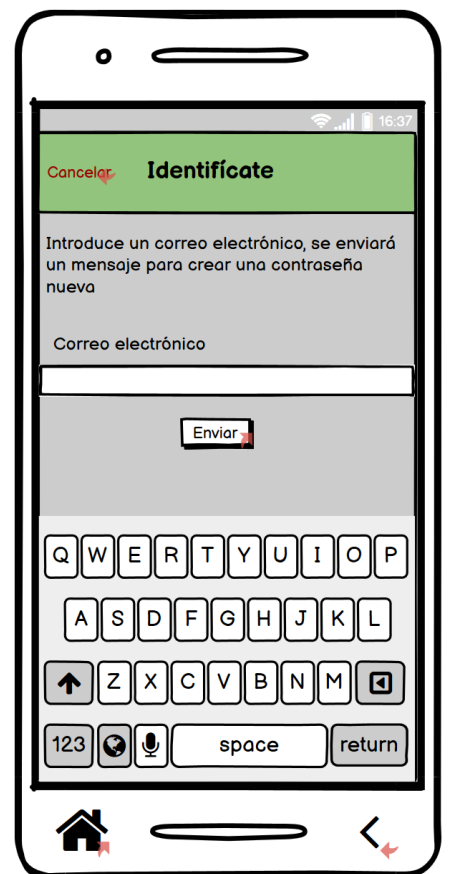 16:37
Cancelar Identifícate
Introduce un correo electrónico, se enviará
un mensaje para crear una contraseña
nueva
Correo electrónico
Enviar
Q W E R T Y U I O P
A S D F G H J K L
Z X C V B N M
123 space return